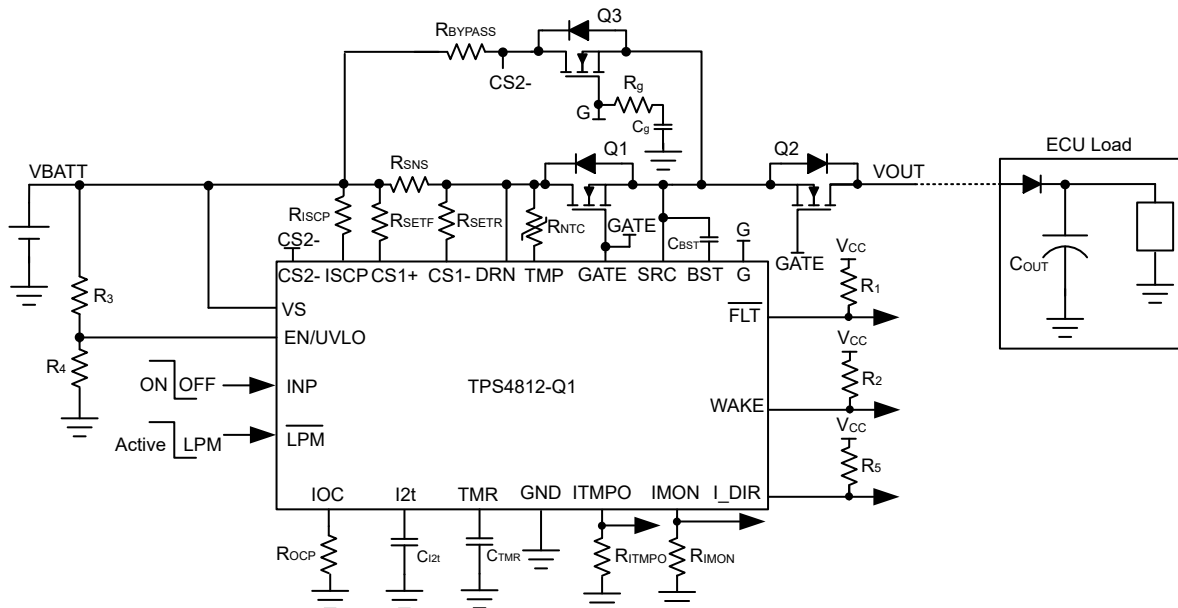 Q3
RBYPASS
CS2-
Rg
G
Cg
ECU Load
VBATT
RSNS
Q1
Q2
VOUT
RISCP
RSETF
RSETR
RNTC
GATE
CBST
G
CS2-
GATE
VCC
COUT
CS2- ISCP CS1+ CS1- DRN TMP GATE SRC BST G
R1
R3
VS
FLT
EN/UVLO
VCC
R4
R2
ON OFF
INP
TPS4812-Q1
WAKE
VCC
Active LPM
LPM
R5
IOC I2t TMR GND ITMPO IMON I_DIR
ROCP
CI2t
CTMR
RITMPO
RIMON